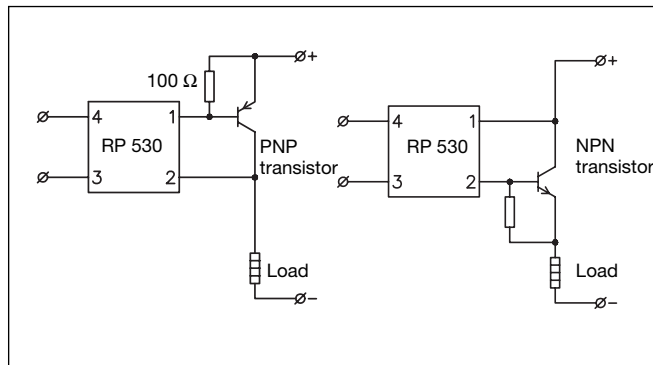 100 Ω
+
4
1
RP 530
3
2
PNP
transistor
Load
−
+
4
1
RP 530
3
2
NPN
transistor
Load
−